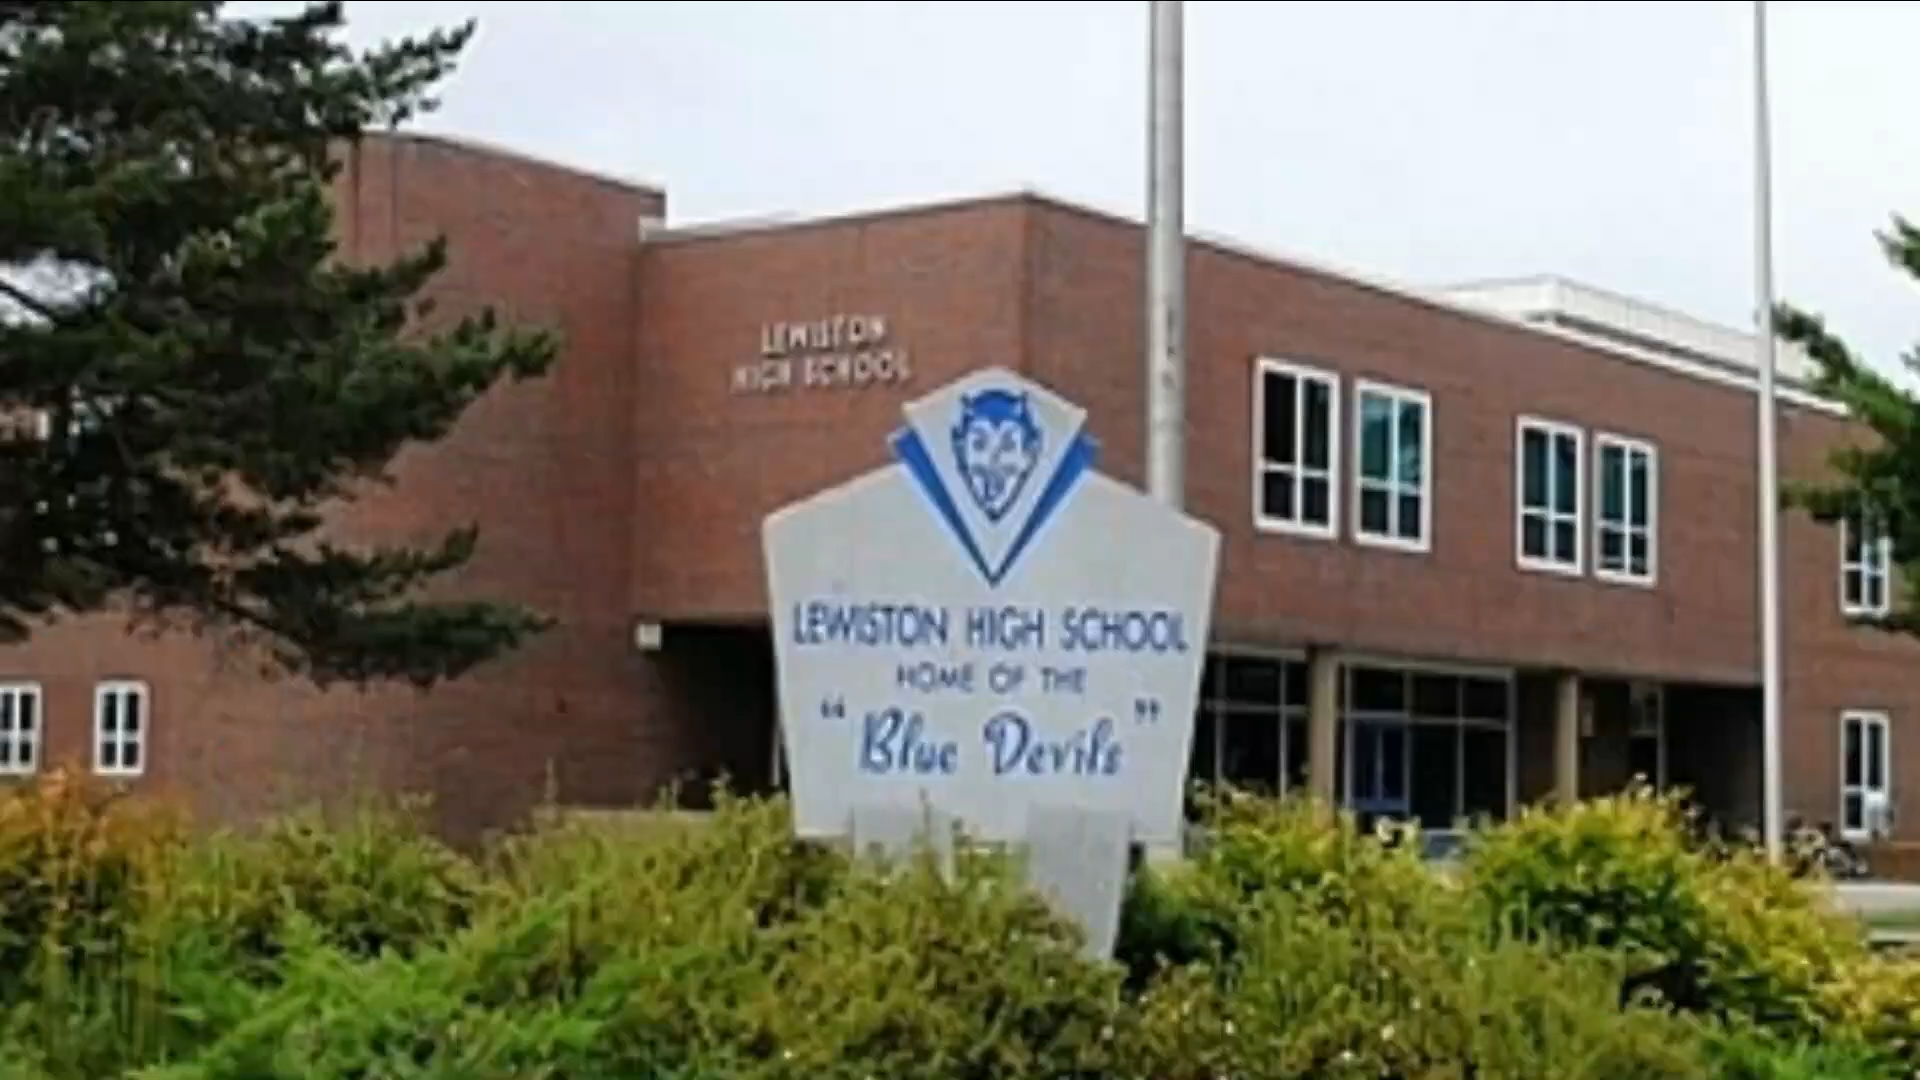 LEWISTON
HIGH SCHOOL
LEWISTON HIGH SCHOOL
HOME OF THE
"Blue Devils"